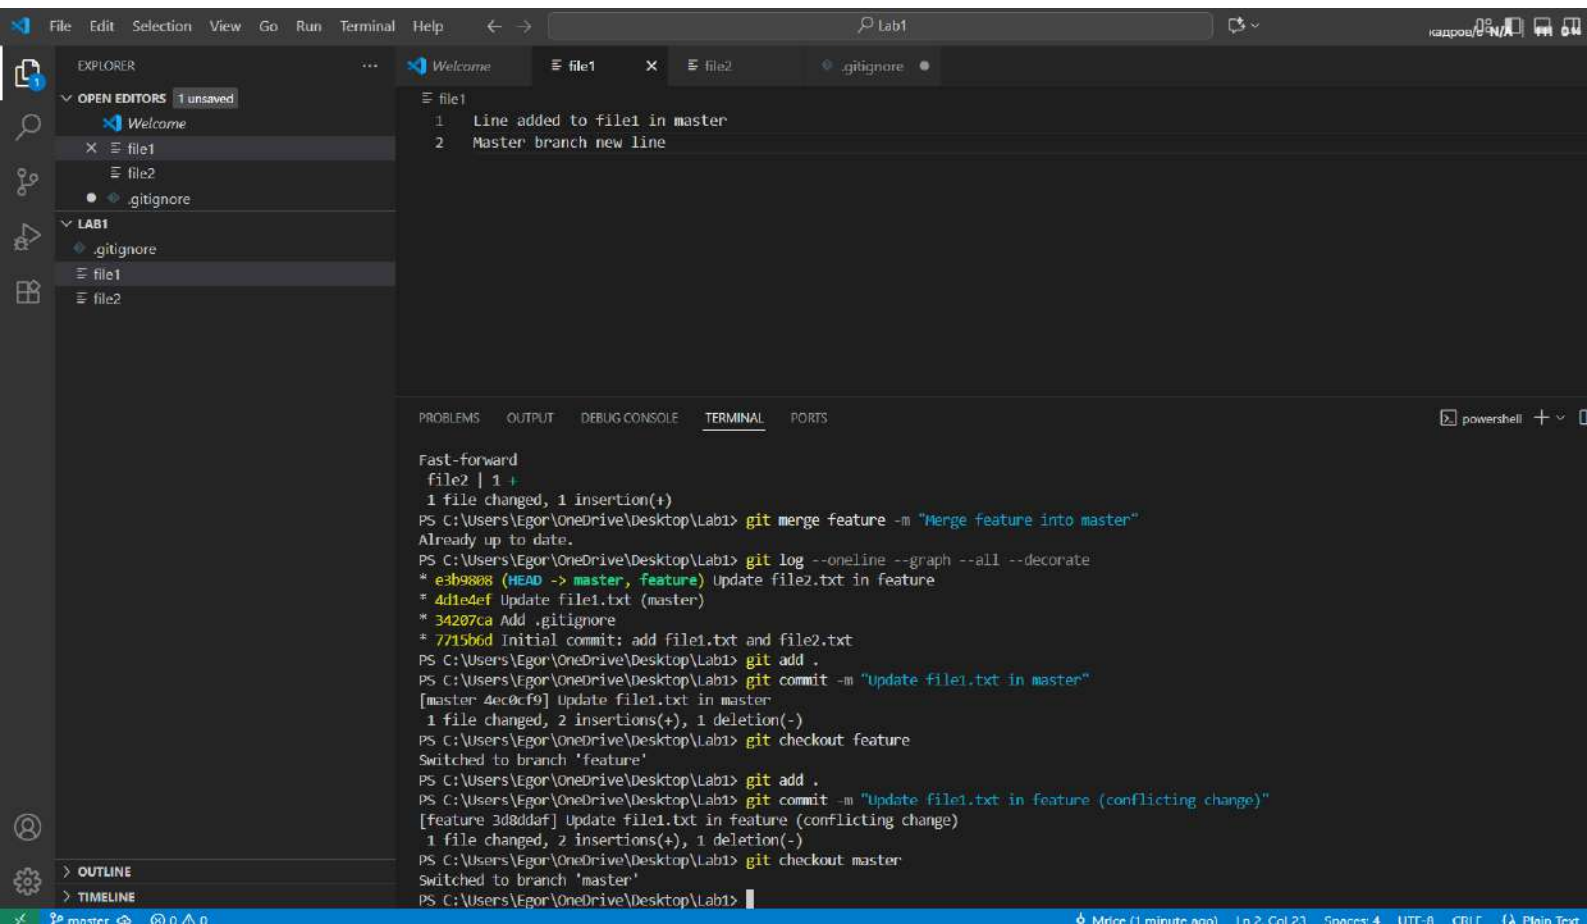 File Edit Selection View Go Run Terminal Help
Lab1
EXPLORER
OPEN EDITORS 1 unsaved
Welcome
file1
file2
.gitignore
LAB1
.gitignore
file1
file2
OUTLINE
TIMELINE
Welcome file1 file2 .gitignore
file1
1 Line added to file1 in master
2 Master branch new line
PROBLEMS OUTPUT DEBUG CONSOLE TERMINAL PORTS
powershell
Fast-forward
file2 | 1 +
1 file changed, 1 insertion(+)
PS C:\Users\Egor\OneDrive\Desktop\Lab1> git merge feature -m "Merge feature into master"
Already up to date.
PS C:\Users\Egor\OneDrive\Desktop\Lab1> git log --oneline --graph --all --decorate
* e3b9808 (HEAD -> master, feature) Update file2.txt in feature
* 4d1e4ef Update file1.txt (master)
* 34207ca Add .gitignore
* 7715b6d Initial commit: add file1.txt and file2.txt
PS C:\Users\Egor\OneDrive\Desktop\Lab1> git add .
PS C:\Users\Egor\OneDrive\Desktop\Lab1> git commit -m "Update file1.txt in master"
[master 4ec0cf9] Update file1.txt in master
1 file changed, 2 insertions(+), 1 deletion(-)
PS C:\Users\Egor\OneDrive\Desktop\Lab1> git checkout feature
Switched to branch 'feature'
PS C:\Users\Egor\OneDrive\Desktop\Lab1> git add .
PS C:\Users\Egor\OneDrive\Desktop\Lab1> git commit -m "Update file1.txt in feature (conflicting change)"
[feature 3d8ddaf] Update file1.txt in feature (conflicting change)
1 file changed, 2 insertions(+), 1 deletion(-)
PS C:\Users\Egor\OneDrive\Desktop\Lab1> git checkout master
Switched to branch 'master'
PS C:\Users\Egor\OneDrive\Desktop\Lab1>
master 0 0 Mrice (1 minute ago) Ln 2, Col 23 Spaces: 4 UTF-8 CRLF Plain Text